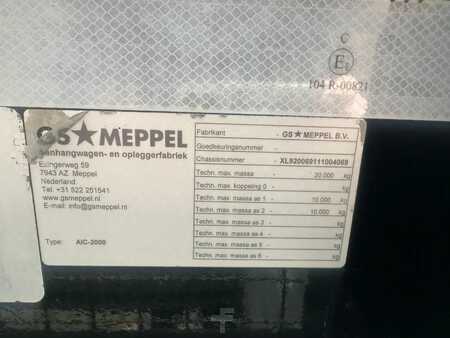 C
E1
104 R-00821
GS★MEPPEL
aanhangwagen- en opleggerfabriek
Ezingerweg 59
7943 AZ Meppel
Nederland
Tel. +31 522 251541
www.gsmeppel.nl
E-mail: info@gsmeppel.nl
Type: AIC-2000
Fabrikant : GS★MEPPEL B.V.
Goedkeuringsnummer : -
Chassisnummer :
Techn. max. massa : 20.000 kg
Techn. max. koppeling 0 : - kg
Techn. max. massa as 1 : 10.000 kg
Techn. max. massa as 2 : 10.000 kg
Techn. max. massa as 3 : - kg
Techn. max. massa as 4 : - kg
Techn. max. massa as 5 : - kg
Techn. max. massa as 6 : - kg